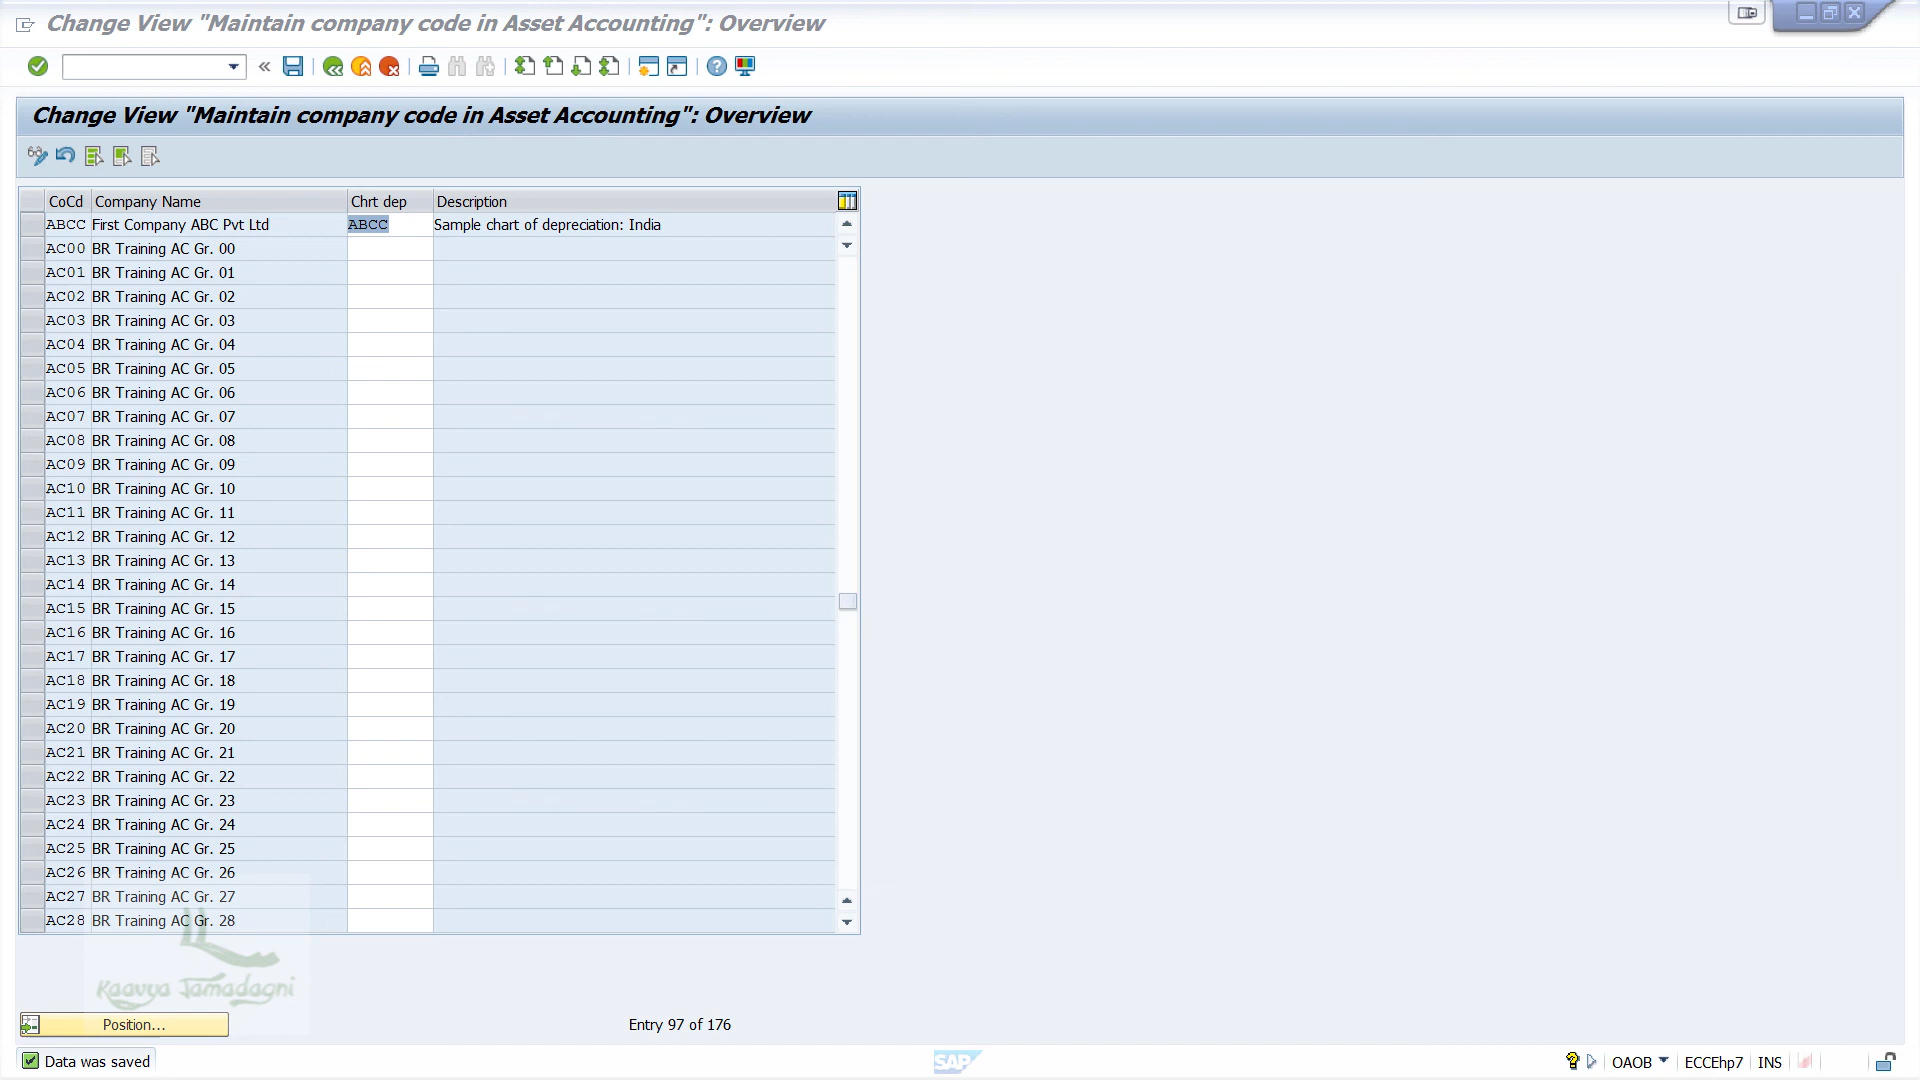 Change View "Maintain company code in Asset Accounting": Overview
Change View "Maintain company code in Asset Accounting": Overview
CoCd Company Name Chrt dep Description
ABCC First Company ABC Pvt Ltd ABCC Sample chart of depreciation: India
AC00 BR Training AC Gr. 00
AC01 BR Training AC Gr. 01
AC02 BR Training AC Gr. 02
AC03 BR Training AC Gr. 03
AC04 BR Training AC Gr. 04
AC05 BR Training AC Gr. 05
AC06 BR Training AC Gr. 06
AC07 BR Training AC Gr. 07
AC08 BR Training AC Gr. 08
AC09 BR Training AC Gr. 09
AC10 BR Training AC Gr. 10
AC11 BR Training AC Gr. 11
AC12 BR Training AC Gr. 12
AC13 BR Training AC Gr. 13
AC14 BR Training AC Gr. 14
AC15 BR Training AC Gr. 15
AC16 BR Training AC Gr. 16
AC17 BR Training AC Gr. 17
AC18 BR Training AC Gr. 18
AC19 BR Training AC Gr. 19
AC20 BR Training AC Gr. 20
AC21 BR Training AC Gr. 21
AC22 BR Training AC Gr. 22
AC23 BR Training AC Gr. 23
AC24 BR Training AC Gr. 24
AC25 BR Training AC Gr. 25
AC26 BR Training AC Gr. 26
AC27 BR Training AC Gr. 27
AC28 BR Training AC Gr. 28
Kaavya Jamadagni
Position... Entry 97 of 176
Data was saved SAP OAOB ECCEhp7 INS